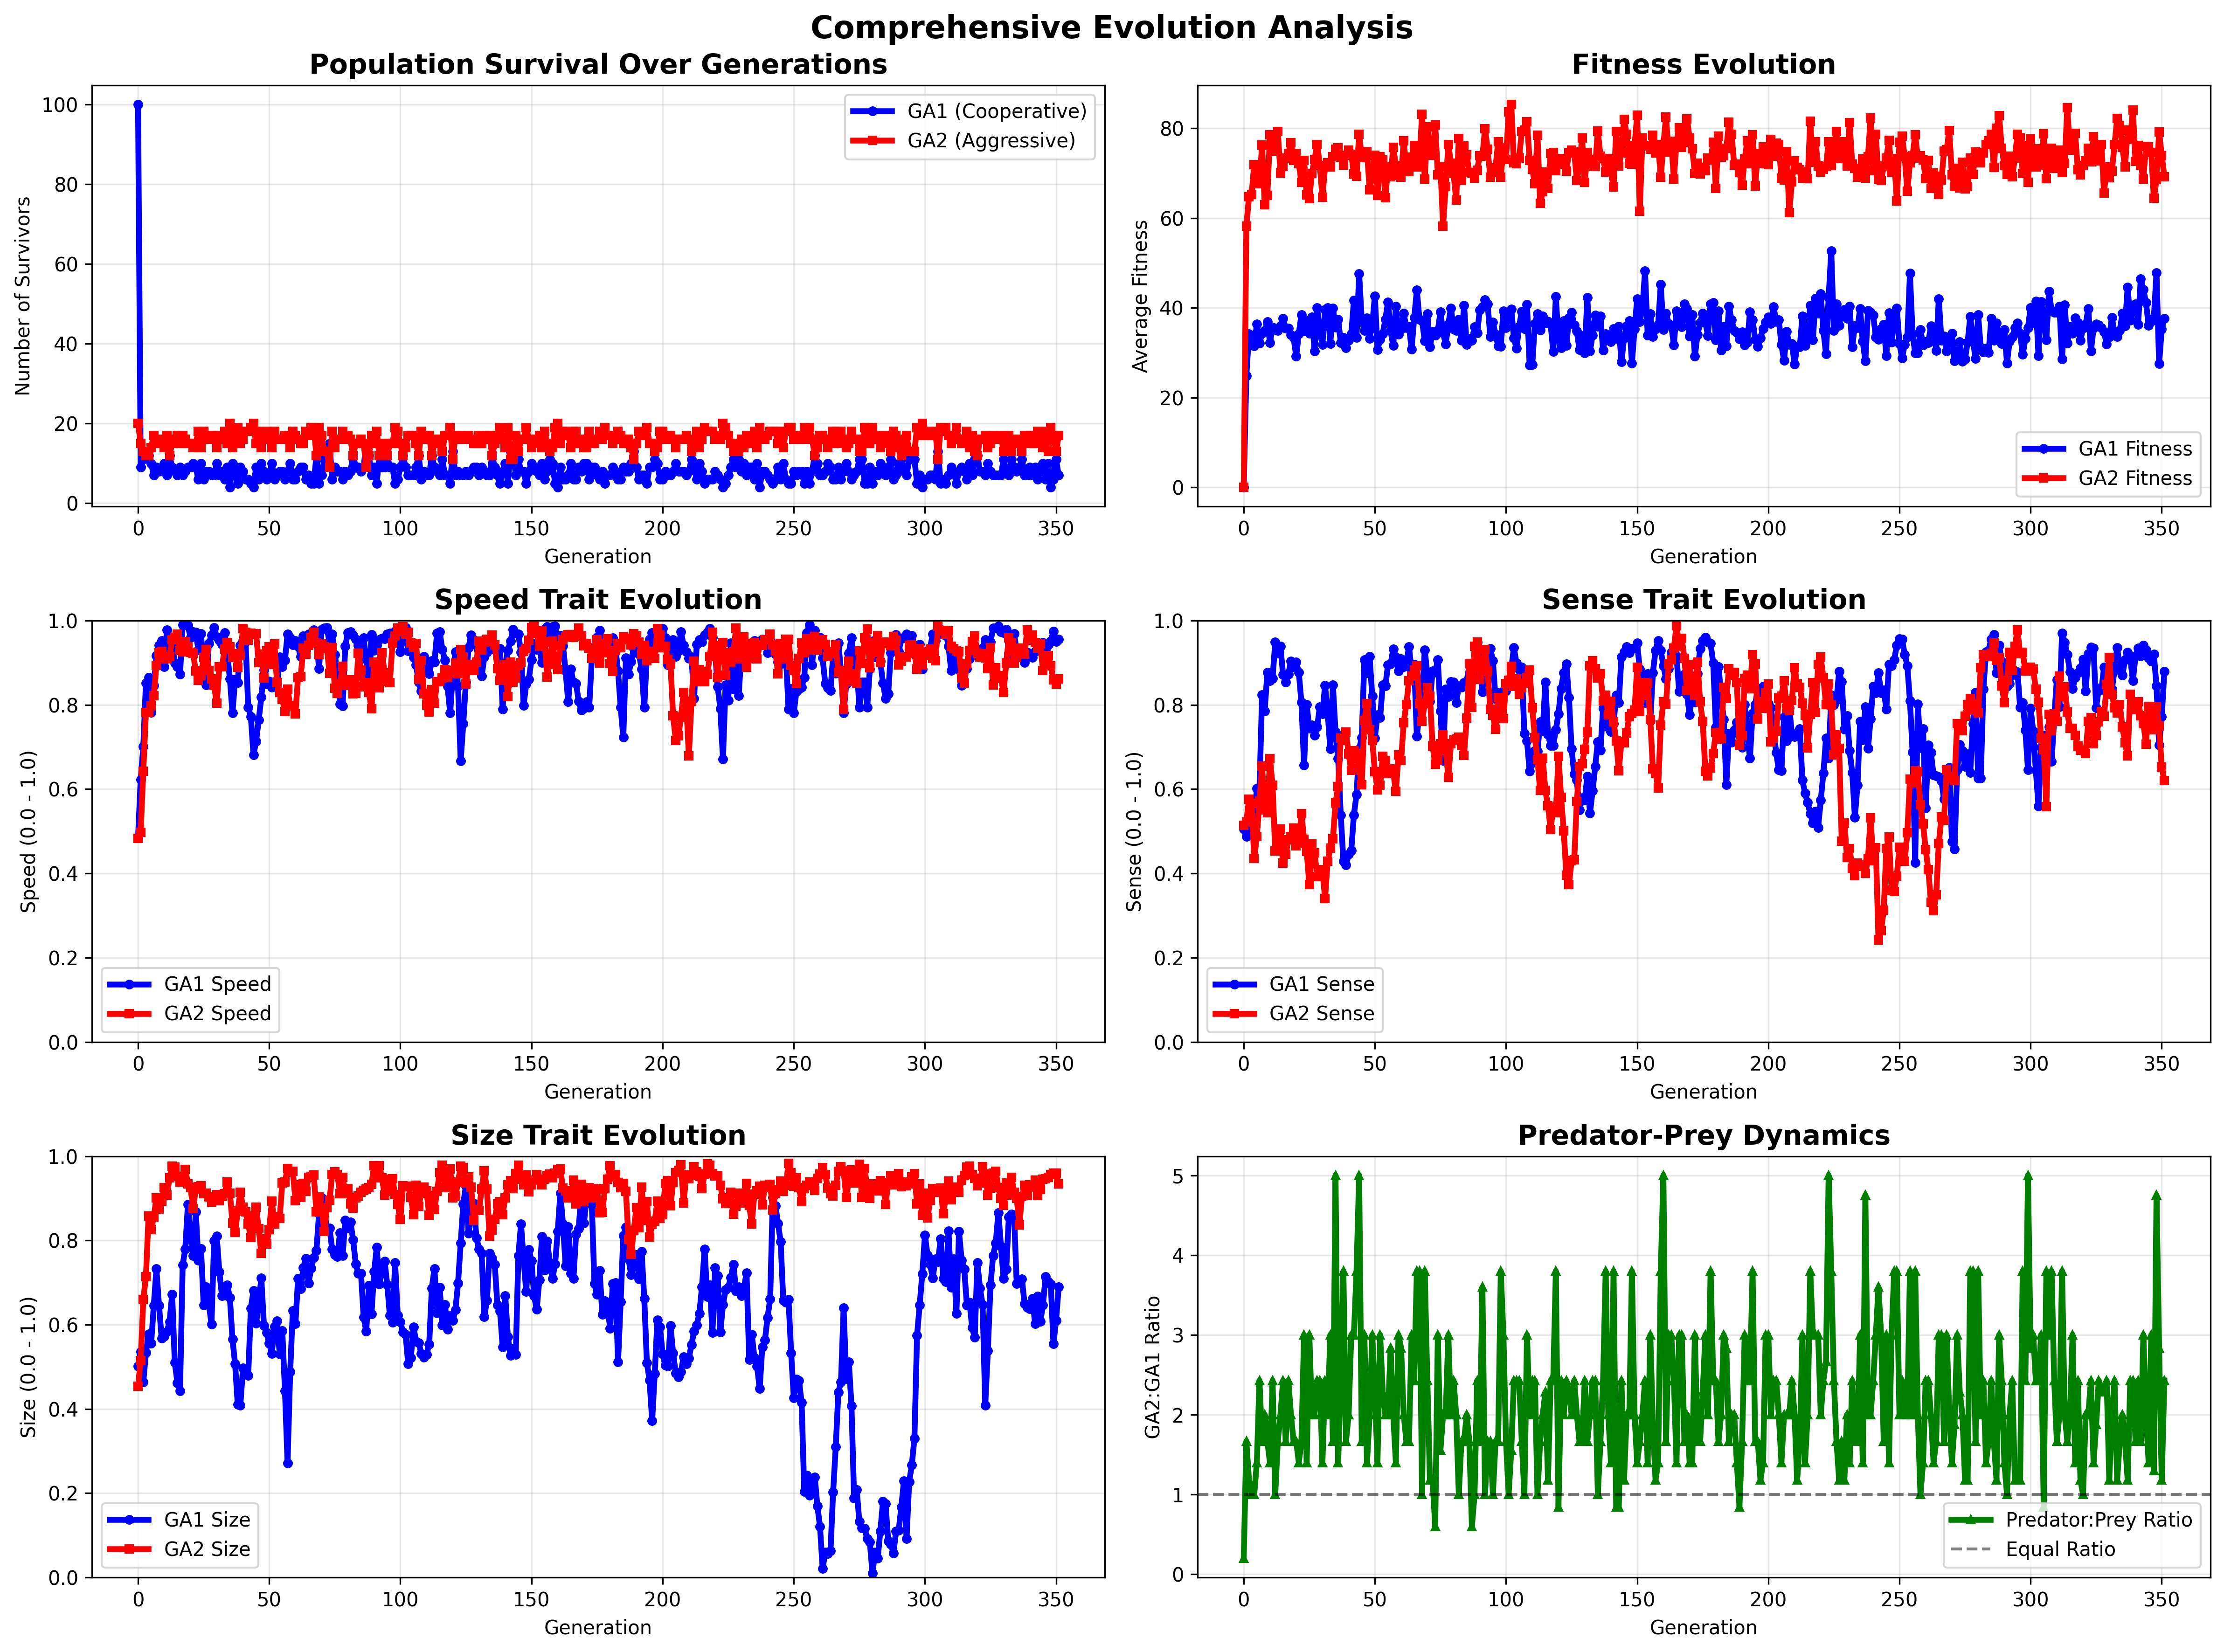 Comprehensive Evolution Analysis
Population Survival Over Generations
Number of Survivors
100
80
60
40
20
0
GA1 (Cooperative)
GA2 (Aggressive)
0 50 100 150 200 250 300 350
Generation
Fitness Evolution
Average Fitness
80
60
40
20
0
GA1 Fitness
GA2 Fitness
0 50 100 150 200 250 300 350
Generation
Speed Trait Evolution
Speed (0.0 - 1.0)
1.0
0.8
0.6
0.4
0.2
0.0
GA1 Speed
GA2 Speed
0 50 100 150 200 250 300 350
Generation
Sense Trait Evolution
Sense (0.0 - 1.0)
1.0
0.8
0.6
0.4
0.2
0.0
GA1 Sense
GA2 Sense
0 50 100 150 200 250 300 350
Generation
Size Trait Evolution
Size (0.0 - 1.0)
1.0
0.8
0.6
0.4
0.2
0.0
GA1 Size
GA2 Size
0 50 100 150 200 250 300 350
Generation
Predator-Prey Dynamics
GA2:GA1 Ratio
5
4
3
2
1
0
Predator:Prey Ratio
Equal Ratio
0 50 100 150 200 250 300 350
Generation